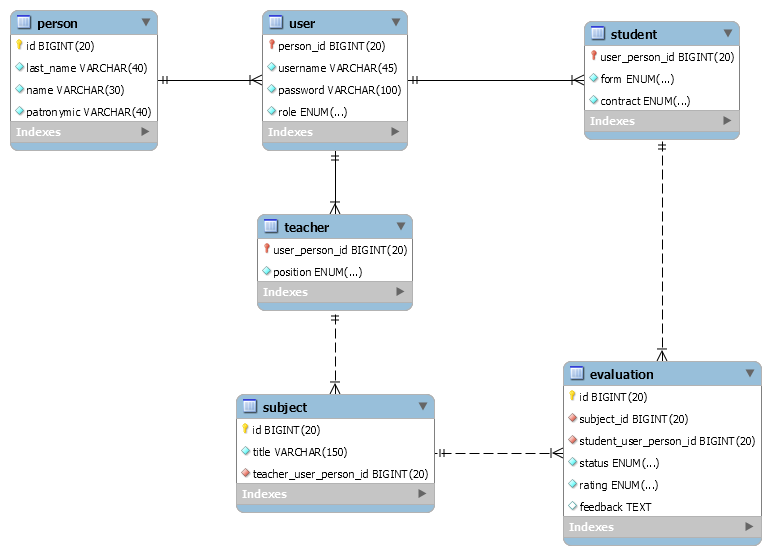 person
id BIGINT(20)
last_name VARCHAR(40)
name VARCHAR(30)
patronymic VARCHAR(40)
Indexes
user
person_id BIGINT(20)
username VARCHAR(45)
password VARCHAR(100)
role ENUM(...)
Indexes
student
user_person_id BIGINT(20)
form ENUM(...)
contract ENUM(...)
Indexes
teacher
user_person_id BIGINT(20)
position ENUM(...)
Indexes
subject
id BIGINT(20)
title VARCHAR(150)
teacher_user_person_id BIGINT(20)
Indexes
evaluation
id BIGINT(20)
subject_id BIGINT(20)
student_user_person_id BIGINT(20)
status ENUM(...)
rating ENUM(...)
feedback TEXT
Indexes